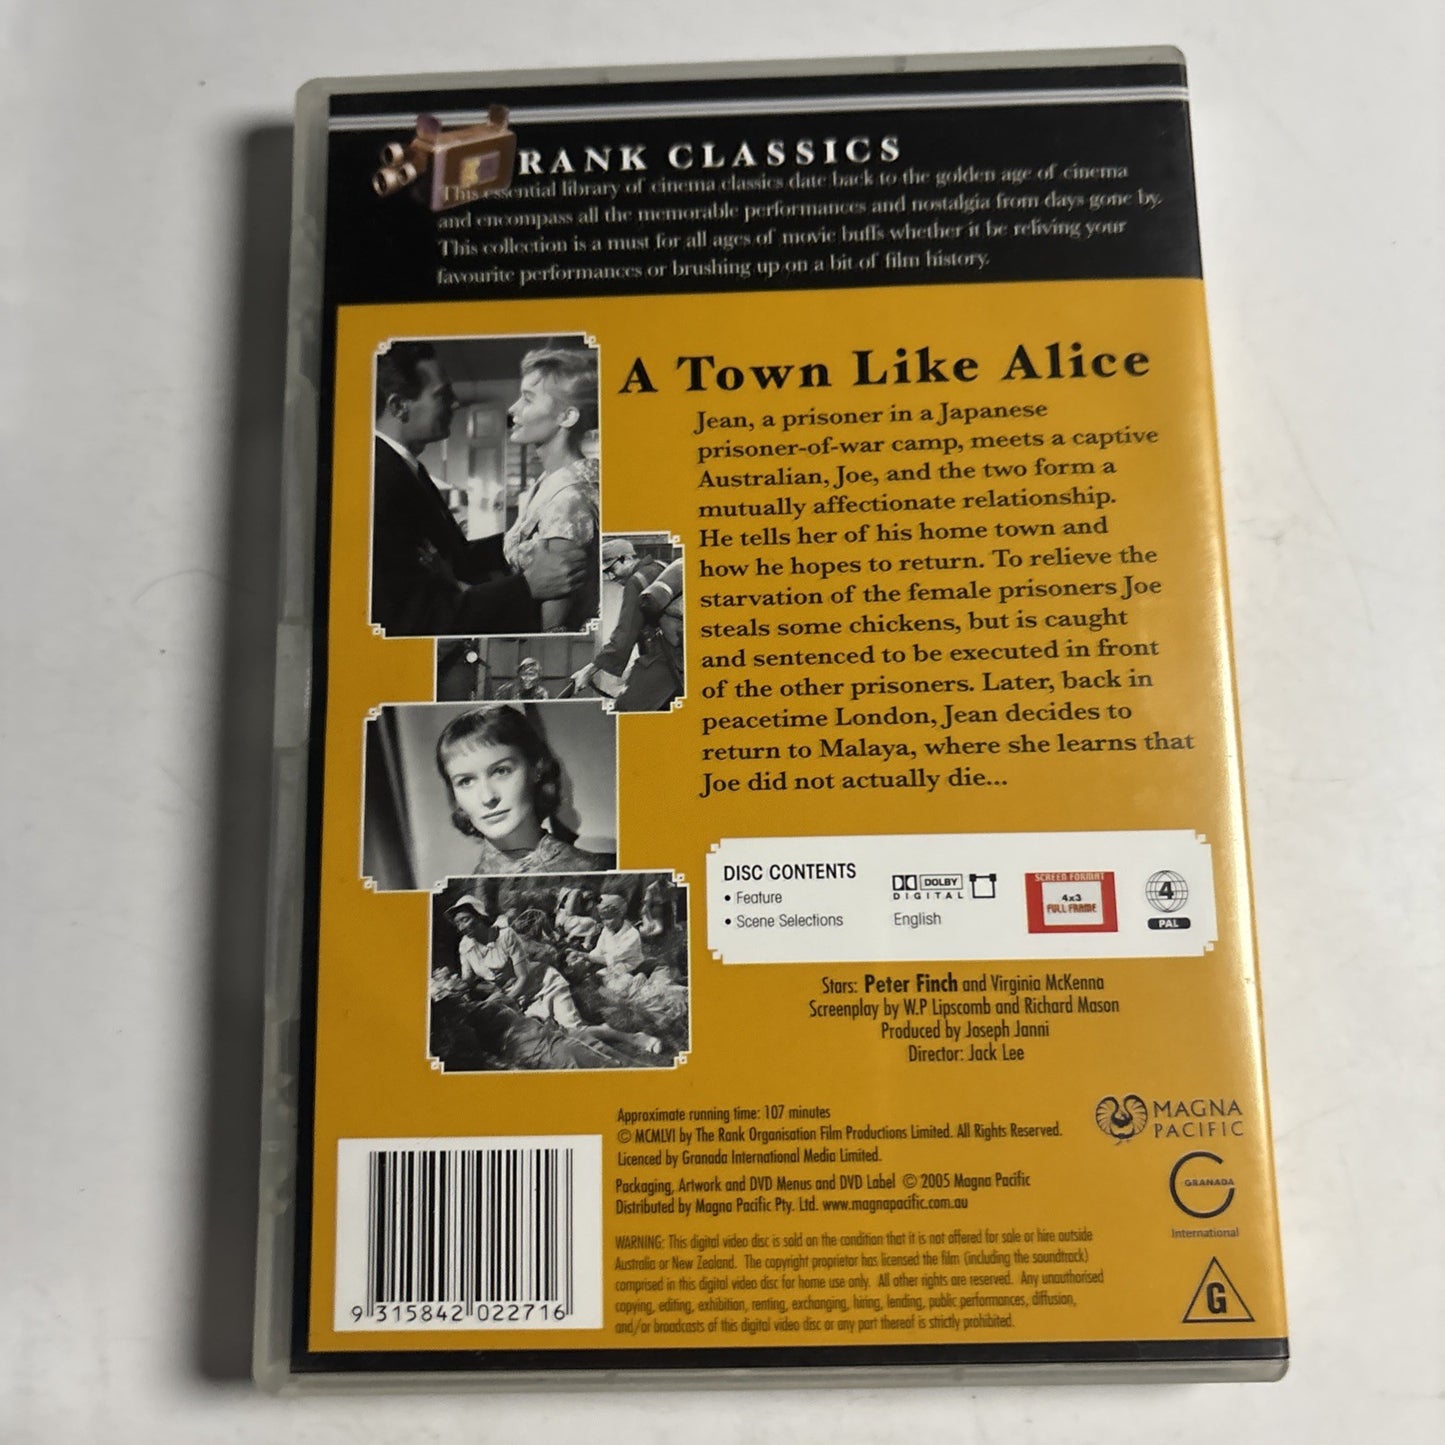 RANK CLASSICS
This essential library of cinema classics date back to the golden age of cinema
and encompass all the memorable performances and nostalgia from days gone by.
This collection is a must for all ages of movie buffs whether it be reliving your
favourite performances or brushing up on a bit of film history.
A Town Like Alice
Jean, a prisoner in a Japanese
prisoner-of-war camp, meets a captive
Australian, Joe, and the two form a
mutually affectionate relationship.
He tells her of his home town and
how he hopes to return. To relieve the
starvation of the female prisoners Joe
steals some chickens, but is caught
and sentenced to be executed in front
of the other prisoners. Later, back in
peacetime London, Jean decides to
return to Malaya, where she learns that
Joe did not actually die...
DISC CONTENTS
• Feature
• Scene Selections
DOLBY
DIGITAL
English
SCREEN FORMAT
4x3
FULL FRAME
4
PAL
Stars: Peter Finch and Virginia McKenna
Screenplay by W.P Lipscomb and Richard Mason
Produced by Joseph Janni
Director: Jack Lee
Approximate running time: 107 minutes
© MCMLVI by The Rank Organisation Film Productions Limited. All Rights Reserved.
Licenced by Granada International Media Limited.
Packaging, Artwork and DVD Menus and DVD Label © 2005 Magna Pacific
Distributed by Magna Pacific Pty. Ltd. www.magnapacific.com.au
WARNING: This digital video disc is sold on the condition that it is not offered for sale or hire outside
Australia or New Zealand. The copyright proprietor has licensed the film (including the soundtrack)
comprised in this digital video disc for home use only. All other rights are reserved. Any unauthorised
copying, editing, exhibition, renting, exchanging, hiring, lending, public performances, diffusion,
and/or broadcasts of this digital video disc or any part thereof is strictly prohibited.
MAGNA
PACIFIC
GRANADA
International
G
9 315842 022716